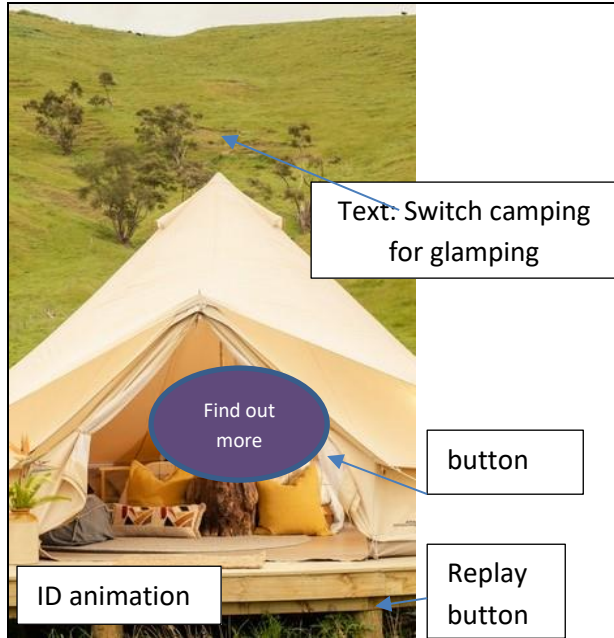 Text: Switch camping
for glamping
Find out
more
button
ID animation
Replay
button